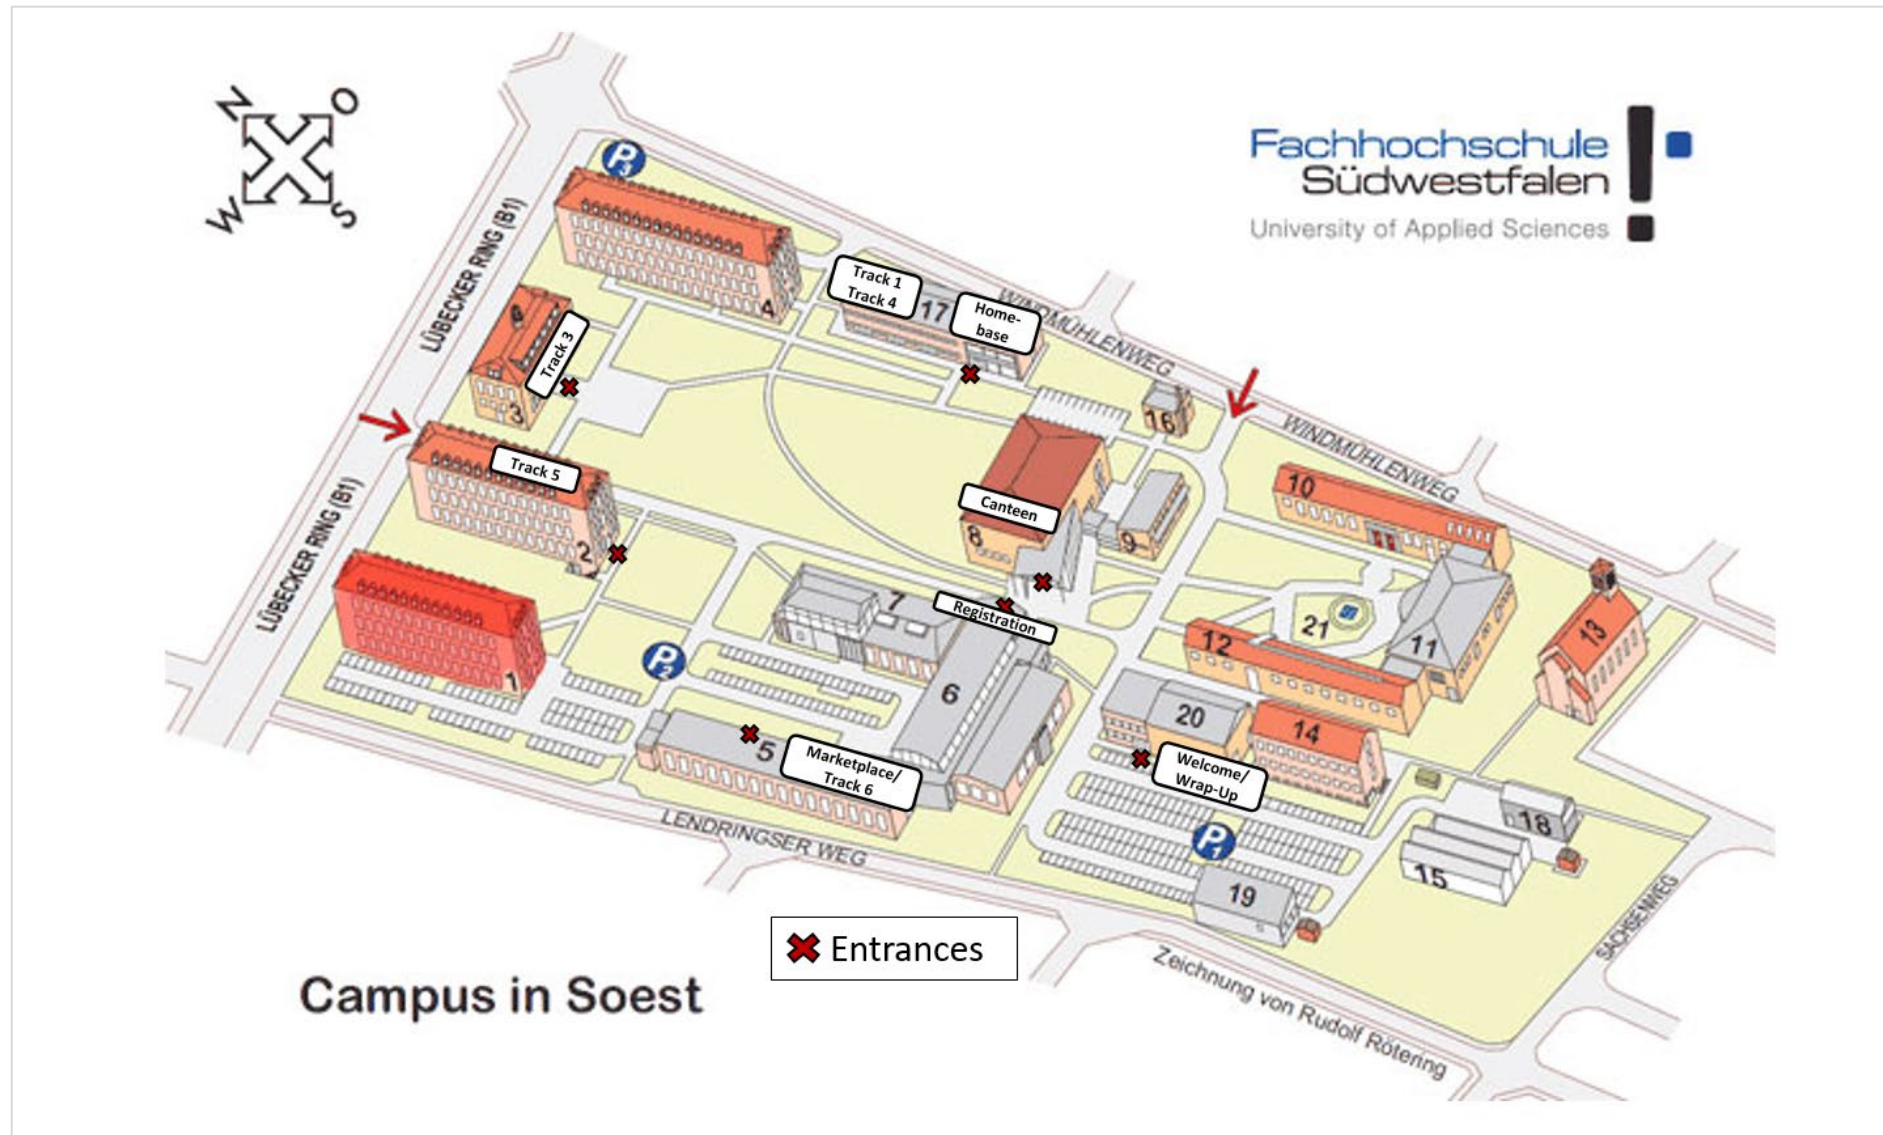 N
O
W
S
Fachhochschule
Südwestfalen
University of Applied Sciences
P3
LÜBECKER RING (B1)
4
Track 1
Track 4
17
Home-
base
WINDMÜHLENWEG
Track 3
3
16
WINDMÜHLENWEG
Track 5
2
LÜBECKER RING (B1)
Canteen
8
9
10
7
Registration
21
12
11
13
1
P2
6
5
Marketplace/
Track 6
20
14
Welcome/
Wrap-Up
LENDRINGSER WEG
P1
18
15
19
SACHSENWEG
Entrances
Campus in Soest
Zeichnung von Rudolf Rötering